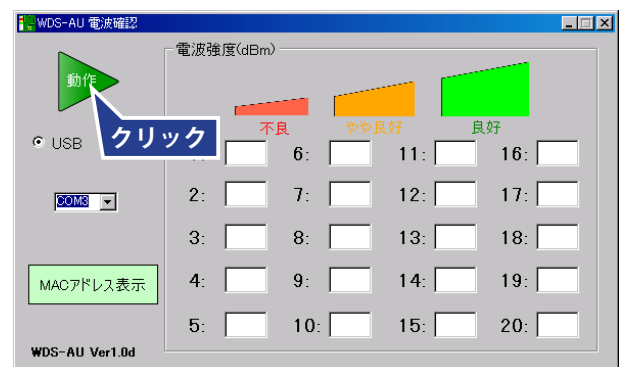 WDS-AU 電波確認
電波強度(dBm)
動作
クリック
不良 やや良好 良好
USB
6: 11: 16:
COM3
2: 7: 12: 17:
3: 8: 13: 18:
MACアドレス表示
4: 9: 14: 19:
5: 10: 15: 20:
WDS-AU Ver1.0d